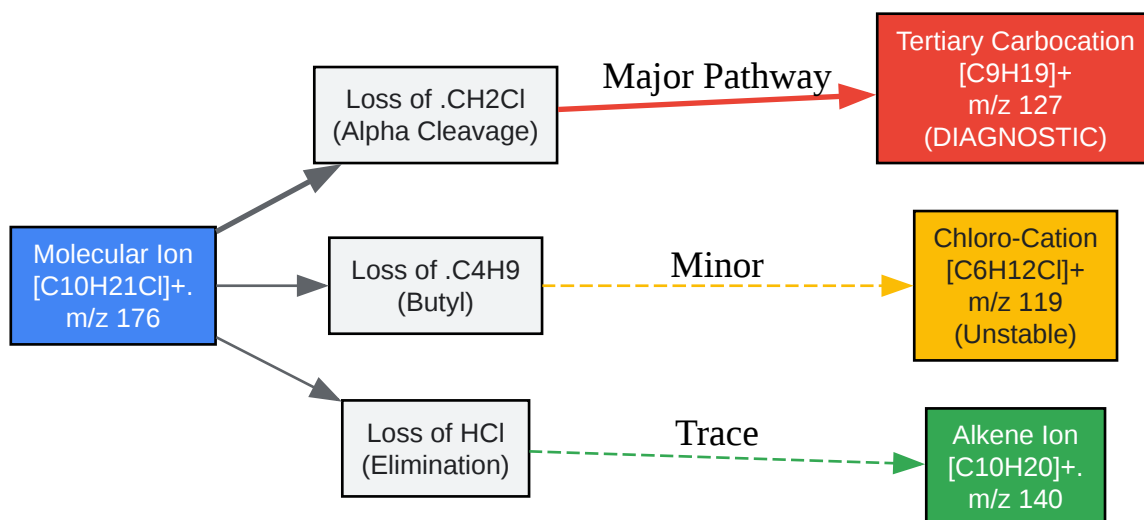 Molecular Ion
[C10H21Cl]+.
m/z 176
Loss of .CH2Cl
(Alpha Cleavage)
Major Pathway
Tertiary Carbocation
[C9H19]+
m/z 127
(DIAGNOSTIC)
Loss of .C4H9
(Butyl)
Minor
Chloro-Cation
[C6H12Cl]+
m/z 119
(Unstable)
Loss of HCl
(Elimination)
Trace
Alkene Ion
[C10H20]+.
m/z 140